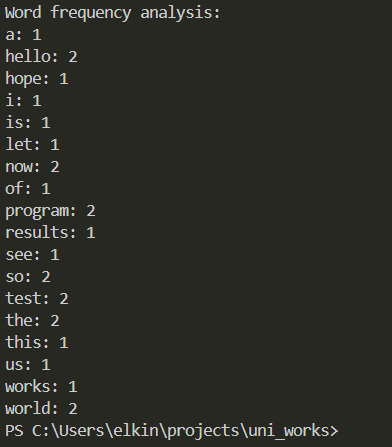 Word frequency analysis:
a: 1
hello: 2
hope: 1
i: 1
is: 1
let: 1
now: 2
of: 1
program: 2
results: 1
see: 1
so: 2
test: 2
the: 2
this: 1
us: 1
works: 1
world: 2
PS C:\Users\elkin\projects\uni_works>